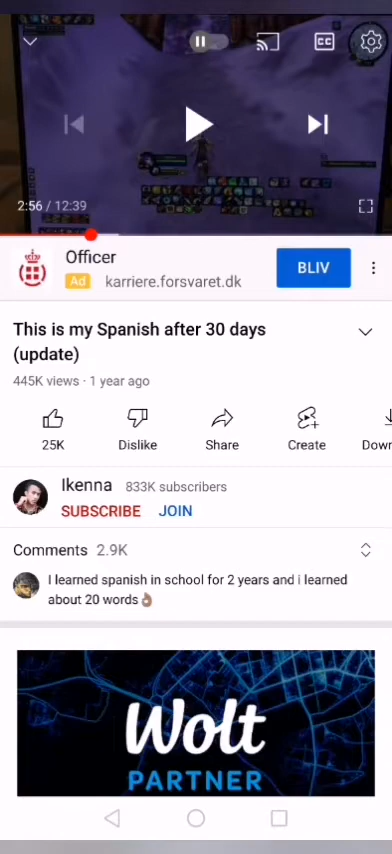 CC
2:56 / 12:39
Officer
BLIV
Ad karriere.forsvaret.dk
This is my Spanish after 30 days
(update)
445K views · 1 year ago
25K Dislike Share Create Down
Ikenna 833K subscribers
SUBSCRIBE JOIN
Comments 2.9K
I learned spanish in school for 2 years and i learned
about 20 words👌🏽
Wolt
PARTNER